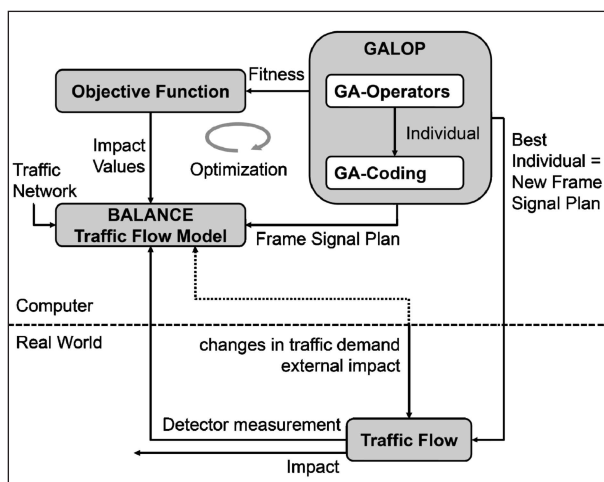 GALOP
Fitness
Objective Function
GA-Operators
Individual
Impact
Values
Optimization
GA-Coding
Best
Individual =
New Frame
Signal Plan
Traffic
Network
BALANCE
Traffic Flow Model
Frame Signal Plan
Computer
Real World
changes in traffic demand
external impact
Detector measurement
Traffic Flow
Impact